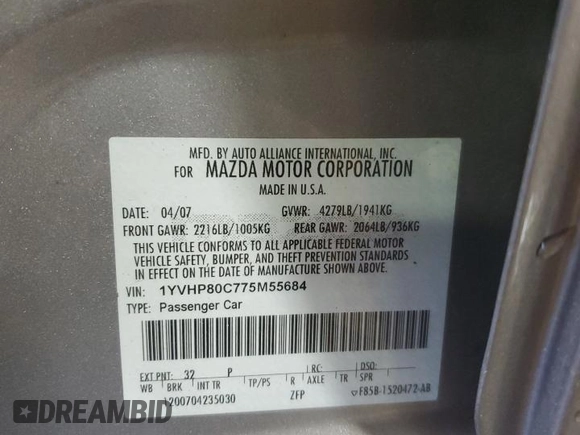 MFD. BY AUTO ALLIANCE INTERNATIONAL, INC.
FOR MAZDA MOTOR CORPORATION
MADE IN U.S.A.
DATE: 04/07 GVWR: 4279LB/1941KG
FRONT GAWR: 2216LB/1005KG REAR GAWR: 2064LB/936KG
THIS VEHICLE CONFORMS TO ALL APPLICABLE FEDERAL MOTOR
VEHICLE SAFETY, BUMPER, AND THEFT PREVENTION STANDARDS
IN EFFECT ON THE DATE OF MANUFACTURE SHOWN ABOVE.
VIN: 1YVHP80C775M55684
TYPE: Passenger Car
EXT PNT: 32 P RC: DSO:
WB BRK INT TR TP/PS R AXLE TR SPR
A200704235030 ZFP F85B-1520472-AB
DREAMBID